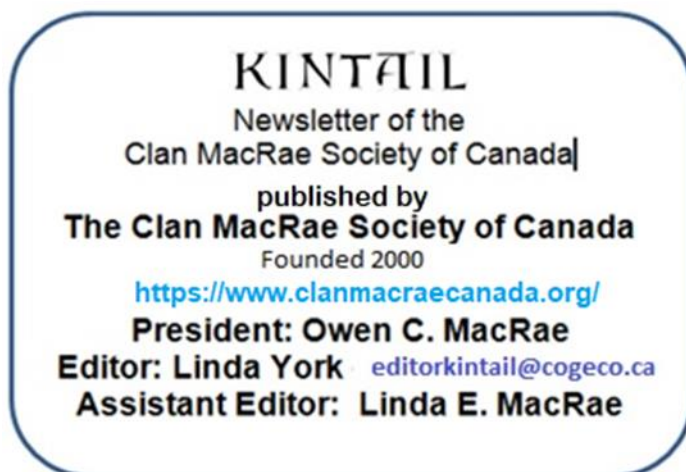 KINTAIL
Newsletter of the
Clan MacRae Society of Canada
published by
The Clan MacRae Society of Canada
Founded 2000
https://www.clanmacraecanada.org/
President: Owen C. MacRae
Editor: Linda York editorkintail@cogeco.ca
Assistant Editor: Linda E. MacRae